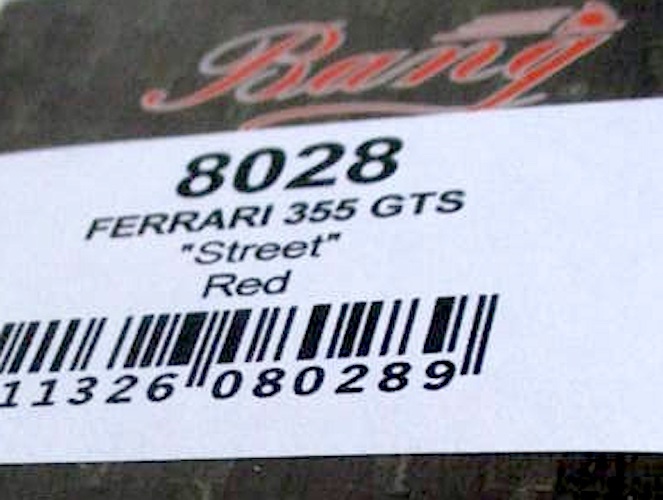 Bang
8028
FERRARI 355 GTS
"Street"
Red
11326 080289